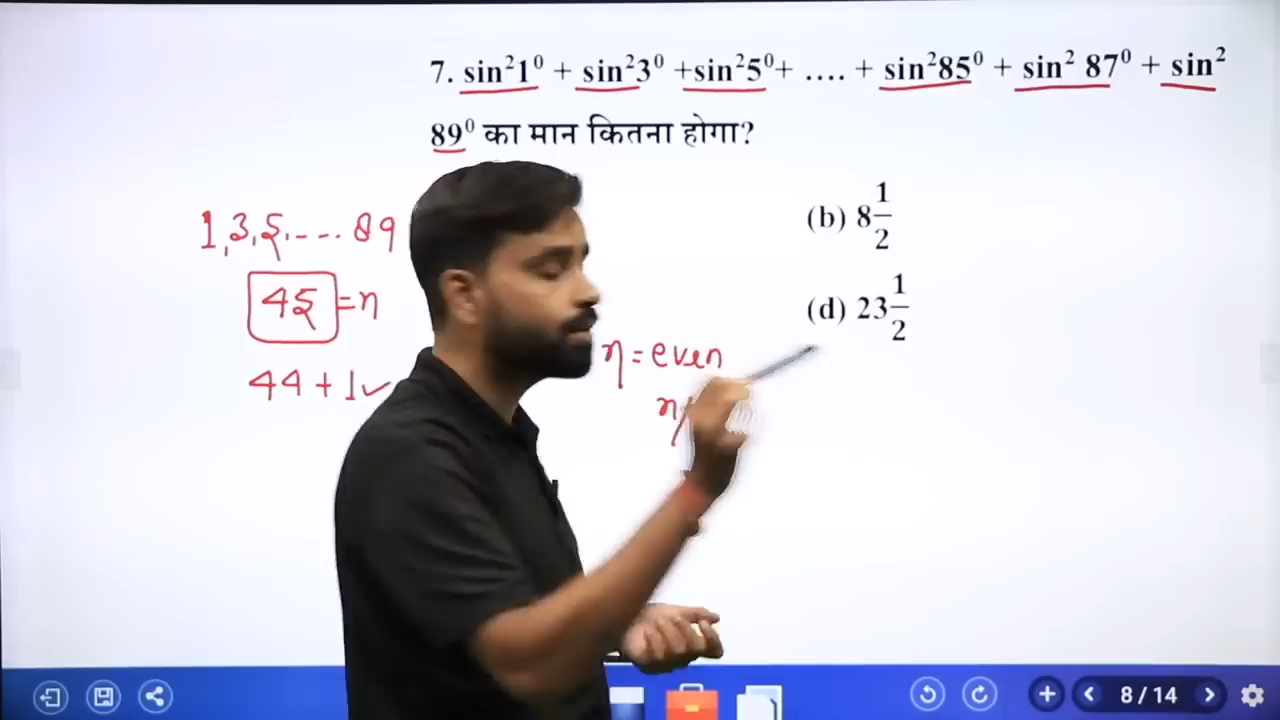 7. sin²1⁰ + sin²3⁰ +sin²5⁰+ .... + sin²85⁰ + sin² 87⁰ + sin²
89⁰ का मान कितना होगा?
(b) 8 1/2
(d) 23 1/2
1,3,5,.... 89
45 = n
44 + 1
n = even
n/
8 / 14